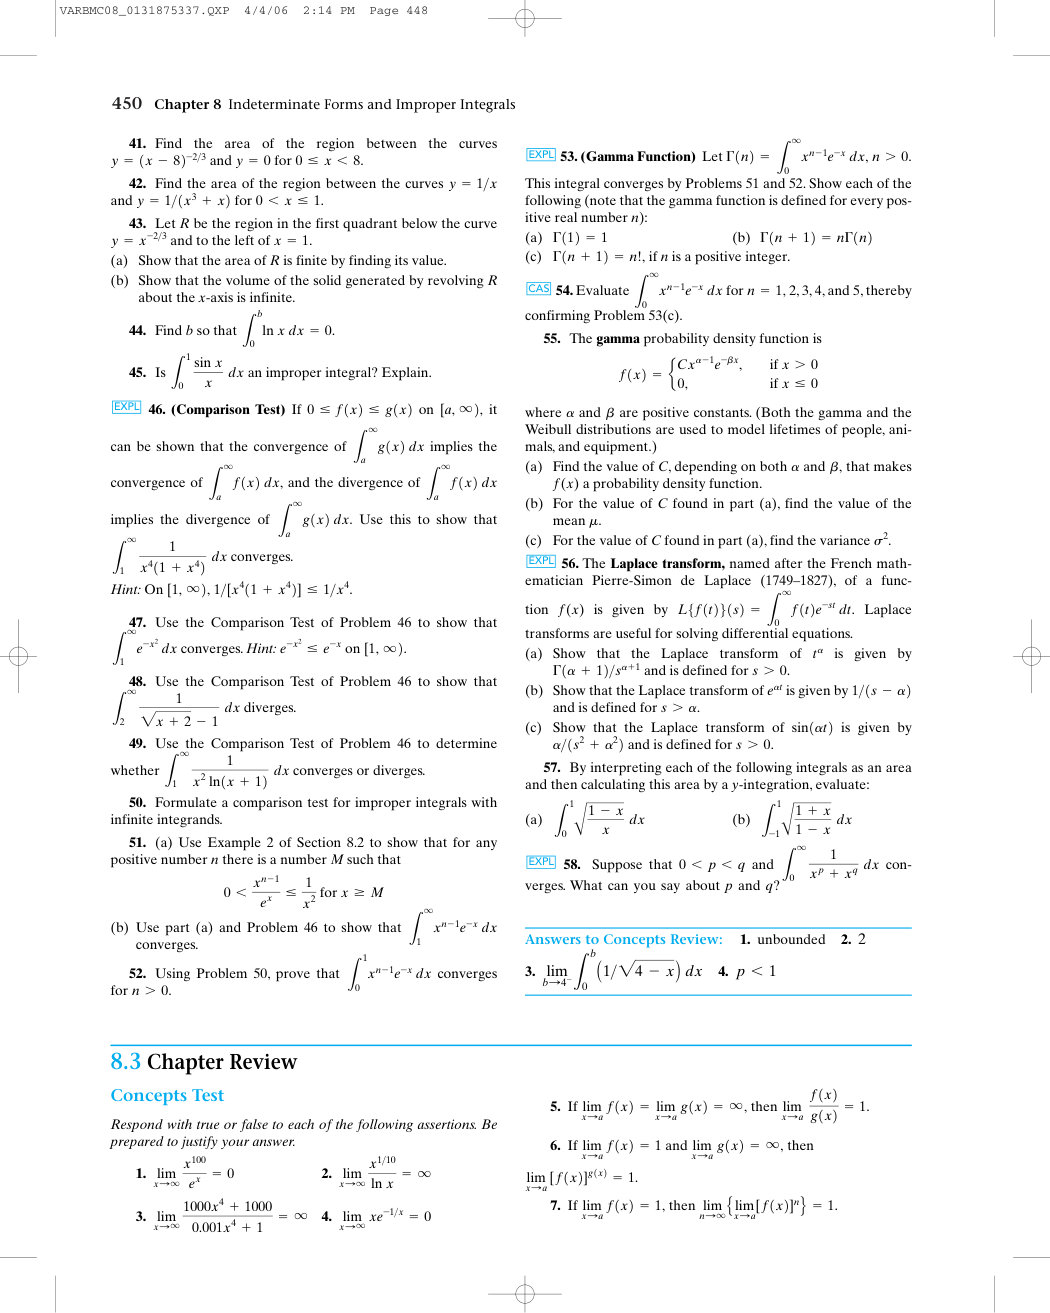 VARBMC08_0131875337.QXP 4/4/06 2:14 PM Page 448
450 Chapter 8 Indeterminate Forms and Improper Integrals
41. Find the area of the region between the curves
y = (x − 8)^{−2/3} and y = 0 for 0 ≤ x < 8.
42. Find the area of the region between the curves y = 1/x
and y = 1/(x³ + x) for 0 < x ≤ 1.
43. Let R be the region in the first quadrant below the curve
y = x^{−2/3} and to the left of x = 1.
(a) Show that the area of R is finite by finding its value.
(b) Show that the volume of the solid generated by revolving R
about the x-axis is infinite.
44. Find b so that ∫_0^b ln x dx = 0.
45. Is ∫_0^1 (sin x)/x dx an improper integral? Explain.
EXPL 46. (Comparison Test) If 0 ≤ f(x) ≤ g(x) on [a, ∞), it
can be shown that the convergence of ∫_a^∞ g(x) dx implies the
convergence of ∫_a^∞ f(x) dx, and the divergence of ∫_a^∞ f(x) dx
implies the divergence of ∫_a^∞ g(x) dx. Use this to show that
∫_1^∞ 1/(x⁴(1 + x⁴)) dx converges.
Hint: On [1, ∞), 1/[x⁴(1 + x⁴)] ≤ 1/x⁴.
47. Use the Comparison Test of Problem 46 to show that
∫_1^∞ e^{−x²} dx converges. Hint: e^{−x²} ≤ e^{−x} on [1, ∞).
48. Use the Comparison Test of Problem 46 to show that
∫_2^∞ 1/(√(x + 2) − 1) dx diverges.
49. Use the Comparison Test of Problem 46 to determine
whether ∫_1^∞ 1/(x² ln(x + 1)) dx converges or diverges.
50. Formulate a comparison test for improper integrals with
infinite integrands.
51. (a) Use Example 2 of Section 8.2 to show that for any
positive number n there is a number M such that
0 < x^{n−1}/e^x ≤ 1/x² for x ≥ M
(b) Use part (a) and Problem 46 to show that ∫_1^∞ x^{n−1}e^{−x} dx
converges.
52. Using Problem 50, prove that ∫_0^1 x^{n−1}e^{−x} dx converges
for n > 0.
EXPL 53. (Gamma Function) Let Γ(n) = ∫_0^∞ x^{n−1}e^{−x} dx, n > 0.
This integral converges by Problems 51 and 52. Show each of the
following (note that the gamma function is defined for every pos-
itive real number n):
(a) Γ(1) = 1 (b) Γ(n + 1) = nΓ(n)
(c) Γ(n + 1) = n!, if n is a positive integer.
CAS 54. Evaluate ∫_0^∞ x^{n−1}e^{−x} dx for n = 1, 2, 3, 4, and 5, thereby
confirming Problem 53(c).
55. The gamma probability density function is
f(x) = { Cx^{α−1}e^{−βx}, if x > 0
0, if x ≤ 0
where α and β are positive constants. (Both the gamma and the
Weibull distributions are used to model lifetimes of people, ani-
mals, and equipment.)
(a) Find the value of C, depending on both α and β, that makes
f(x) a probability density function.
(b) For the value of C found in part (a), find the value of the
mean μ.
(c) For the value of C found in part (a), find the variance σ².
EXPL 56. The Laplace transform, named after the French math-
ematician Pierre-Simon de Laplace (1749–1827), of a func-
tion f(x) is given by L{f(t)}(s) = ∫_0^∞ f(t)e^{−st} dt. Laplace
transforms are useful for solving differential equations.
(a) Show that the Laplace transform of t^α is given by
Γ(α + 1)/s^{α+1} and is defined for s > 0.
(b) Show that the Laplace transform of e^{αt} is given by 1/(s − α)
and is defined for s > α.
(c) Show that the Laplace transform of sin(αt) is given by
α/(s² + α²) and is defined for s > 0.
57. By interpreting each of the following integrals as an area
and then calculating this area by a y-integration, evaluate:
(a) ∫_0^1 √((1 − x)/x) dx (b) ∫_{−1}^1 √((1 + x)/(1 − x)) dx
EXPL 58. Suppose that 0 < p < q and ∫_0^∞ 1/(x^p + x^q) dx con-
verges. What can you say about p and q?
Answers to Concepts Review: 1. unbounded 2. 2
3. lim_{b→4⁻} ∫_0^b (1/√(4 − x)) dx 4. p < 1
8.3 Chapter Review
Concepts Test
Respond with true or false to each of the following assertions. Be
prepared to justify your answer.
1. lim_{x→∞} x^{100}/e^x = 0 2. lim_{x→∞} x^{1/10}/ln x = ∞
3. lim_{x→∞} (1000x⁴ + 1000)/(0.001x⁴ + 1) = ∞ 4. lim_{x→∞} xe^{−1/x} = 0
5. If lim_{x→a} f(x) = lim_{x→a} g(x) = ∞, then lim_{x→a} f(x)/g(x) = 1.
6. If lim_{x→a} f(x) = 1 and lim_{x→a} g(x) = ∞, then
lim_{x→a} [f(x)]^{g(x)} = 1.
7. If lim_{x→a} f(x) = 1, then lim_{n→∞} {lim_{x→a} [f(x)]^n} = 1.